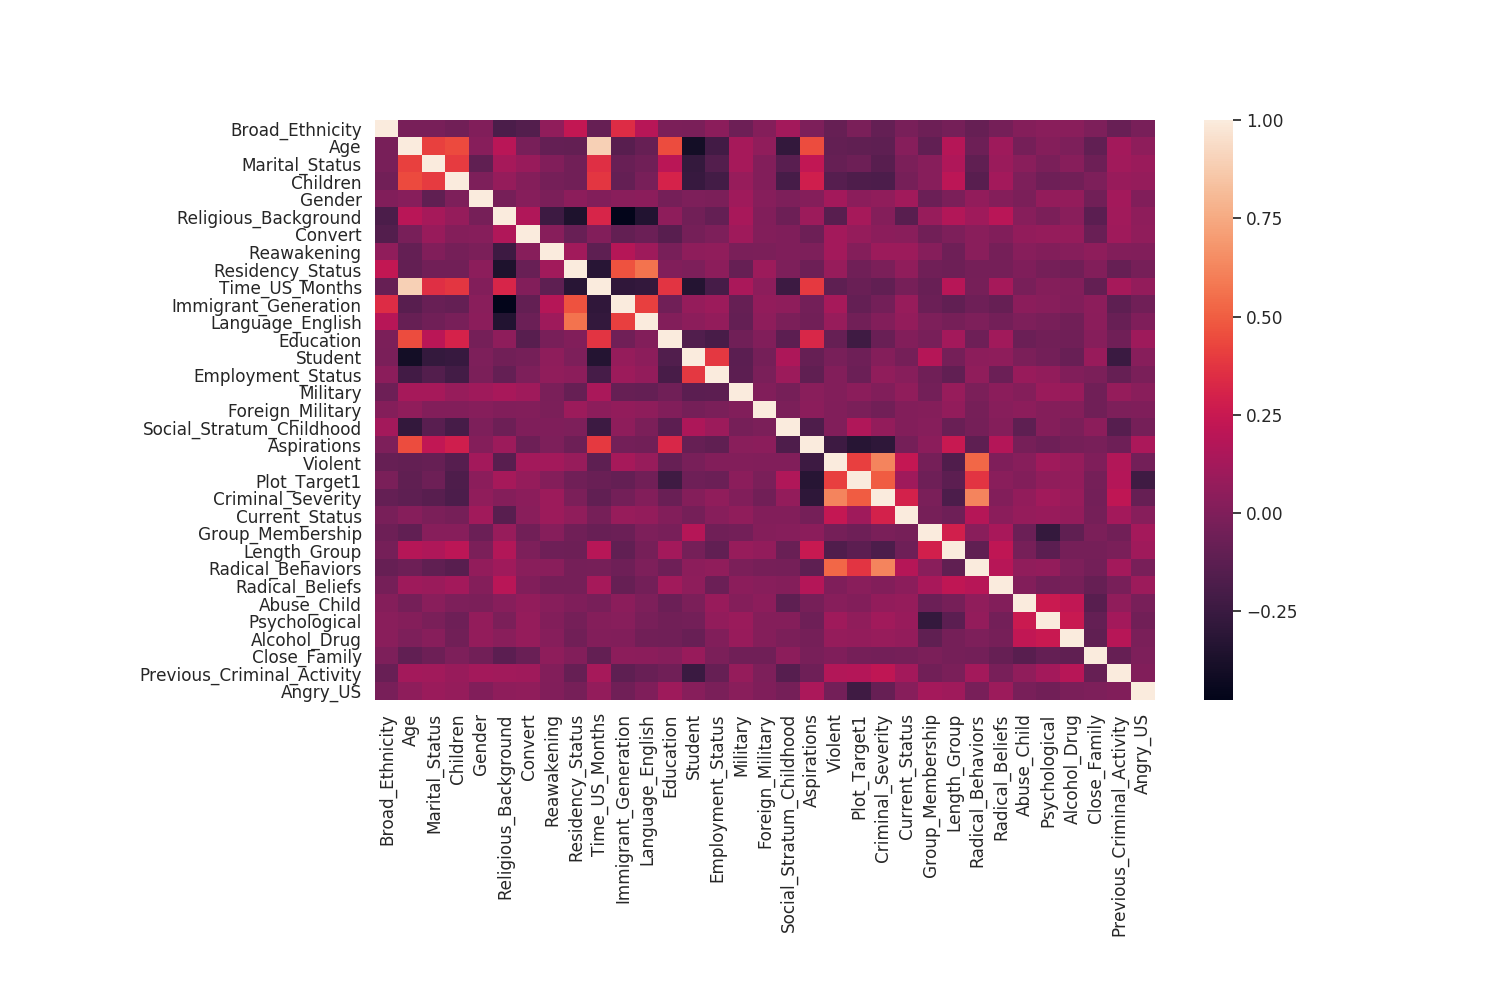 Broad_Ethnicity
Age
Marital_Status
Children
Gender
Religious_Background
Convert
Reawakening
Residency_Status
Time_US_Months
Immigrant_Generation
Language_English
Education
Student
Employment_Status
Military
Foreign_Military
Social_Stratum_Childhood
Aspirations
Violent
Plot_Target1
Criminal_Severity
Current_Status
Group_Membership
Length_Group
Radical_Behaviors
Radical_Beliefs
Abuse_Child
Psychological
Alcohol_Drug
Close_Family
Previous_Criminal_Activity
Angry_US
Broad_Ethnicity
Age
Marital_Status
Children
Gender
Religious_Background
Convert
Reawakening
Residency_Status
Time_US_Months
Immigrant_Generation
Language_English
Education
Student
Employment_Status
Military
Foreign_Military
Social_Stratum_Childhood
Aspirations
Violent
Plot_Target1
Criminal_Severity
Current_Status
Group_Membership
Length_Group
Radical_Behaviors
Radical_Beliefs
Abuse_Child
Psychological
Alcohol_Drug
Close_Family
Previous_Criminal_Activity
Angry_US
1.00
0.75
0.50
0.25
0.00
−0.25